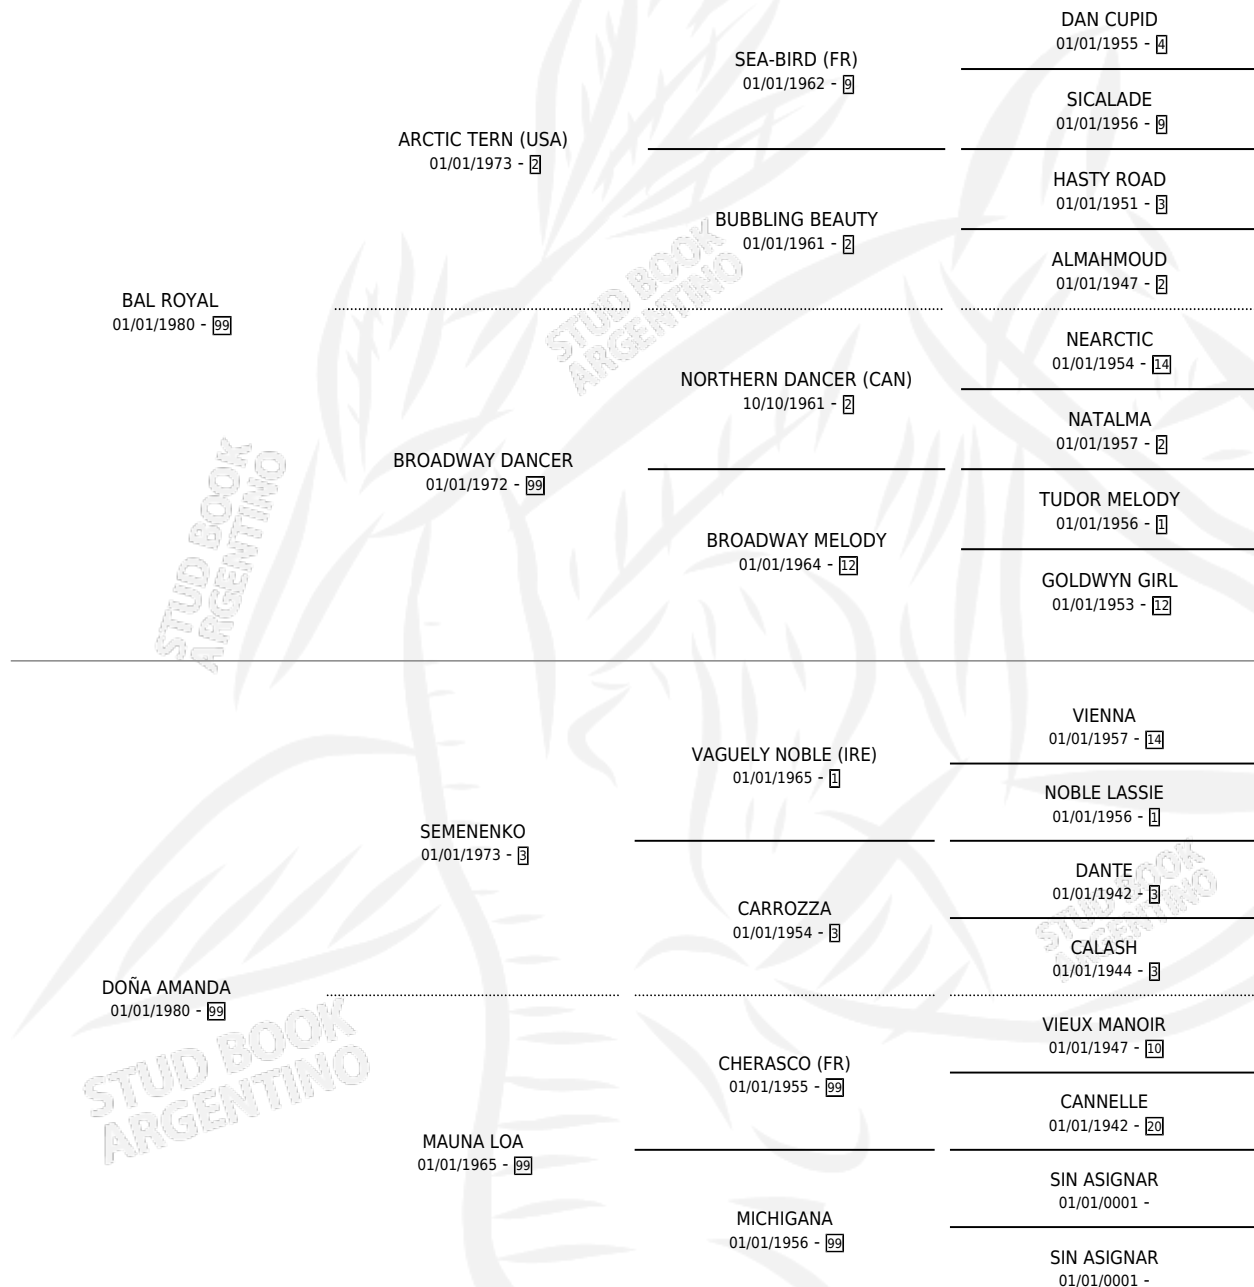 DAN CUPID
01/01/1955 - 4
SEA-BIRD (FR)
01/01/1962 - 9
SICALADE
01/01/1956 - 9
ARCTIC TERN (USA)
01/01/1973 - 2
HASTY ROAD
01/01/1951 - 3
BUBBLING BEAUTY
01/01/1961 - 2
ALMAHMOUD
01/01/1947 - 2
BAL ROYAL
01/01/1980 - 99
NEARCTIC
01/01/1954 - 14
NORTHERN DANCER (CAN)
10/10/1961 - 2
NATALMA
01/01/1957 - 2
BROADWAY DANCER
01/01/1972 - 99
TUDOR MELODY
01/01/1956 - 1
BROADWAY MELODY
01/01/1964 - 12
GOLDWYN GIRL
01/01/1953 - 12
STUD BOOK
ARGENTINO
STUD BOOK
ARGENTINO
VIENNA
01/01/1957 - 14
VAGUELY NOBLE (IRE)
01/01/1965 - 1
NOBLE LASSIE
01/01/1956 - 1
SEMENENKO
01/01/1973 - 3
DANTE
01/01/1942 - 3
CARROZZA
01/01/1954 - 3
CALASH
01/01/1944 - 3
STUD BOOK
ARGENTINO
DOÑA AMANDA
01/01/1980 - 99
VIEUX MANOIR
01/01/1947 - 10
CHERASCO (FR)
01/01/1955 - 99
CANNELLE
01/01/1942 - 20
STUD BOOK
ARGENTINO
MAUNA LOA
01/01/1965 - 99
SIN ASIGNAR
01/01/0001 -
MICHIGANA
01/01/1956 - 99
SIN ASIGNAR
01/01/0001 -